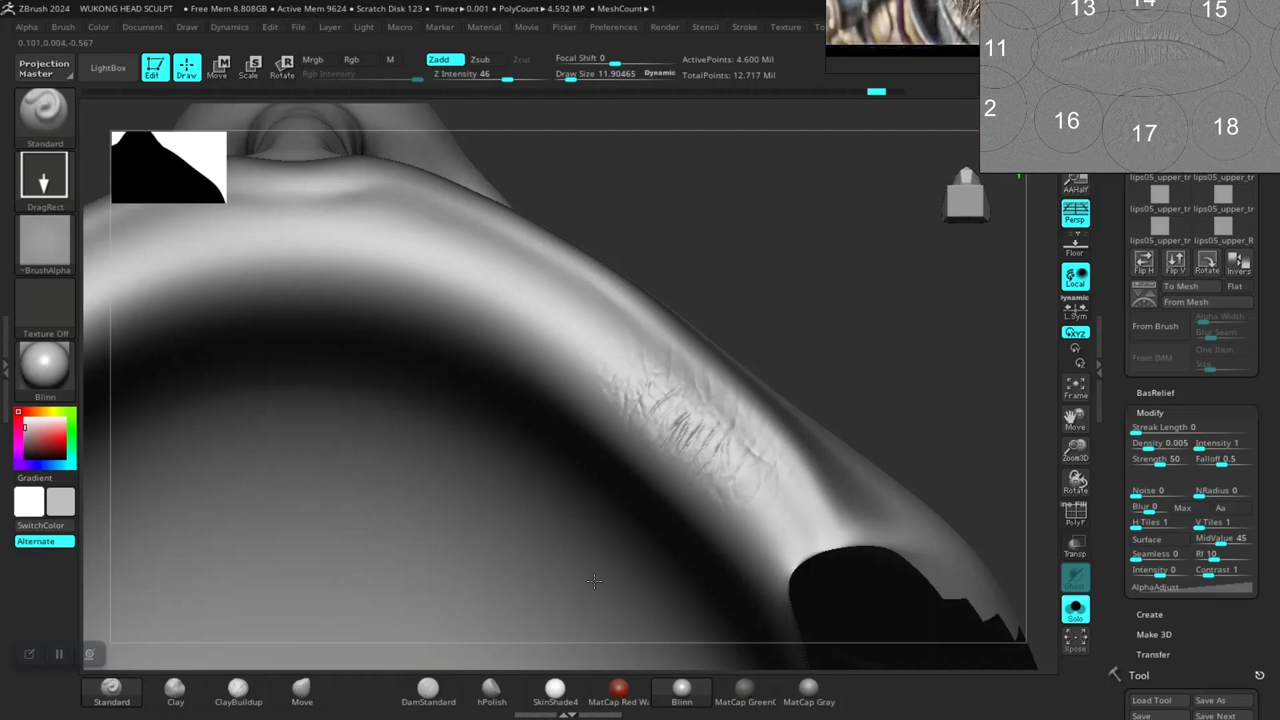 ZBrush 2024 WUKONG HEAD SCULPT • Free Mem 8.808GB • Active Mem 9624 • Scratch Disk 123 • Timer▸0.001 • PolyCount▸4.592 MP • MeshCount▸1
Alpha Brush Color Document Draw Dynamics Edit File Layer Light Macro Marker Material Movie Picker Preferences Render Stencil Stroke Texture
0.101,0.004,-0.567
Projection
Master
LightBox
Edit
Draw
Move
Scale
Rotate
Mrgb
Rgb
M
Rgb Intensity
Zadd
Zsub
Zcut
Z Intensity 46
Focal Shift 0
Draw Size 11.90465
Dynamic
ActivePoints: 4.600 Mil
TotalPoints: 12.717 Mil
13
14
15
11
2
16
17
18
Standard
DragRect
~BrushAlpha
Texture Off
Blinn
Gradient
SwitchColor
Alternate
AAHalf
Persp
Floor
Local
Dynamic
L.Sym
XYZ
Frame
Move
Zoom3D
Rotate
PolyF
Transp
Ghost
Solo
Xpose
lips05_upper_tr lips05_upper_tr
lips05_upper_tr lips05_upper_tr
lips05_upper_tr lips05_upper_R
Flip H Flip V Rotate Invers
To Mesh Flat
From Mesh
Alpha Width
From Brush
Blur Seam
One Item
From IMM
Size
BasRelief
Modify
Streak Length 0
Density 0.005 Intensity 1
Strength 50 Falloff 0.5
Noise 0 NRadius 0
Blur 0 Max Aa
H Tiles 1 V Tiles 1
Surface MidValue 45
Seamless 0 Rf 10
Intensity 0 Contrast 1
AlphaAdjust
Create
Make 3D
Transfer
Tool
Load Tool Save As
Save Save Next
Standard Clay ClayBuildup Move DamStandard hPolish SkinShade4 MatCap Red Wa Blinn MatCap GreenC MatCap Gray